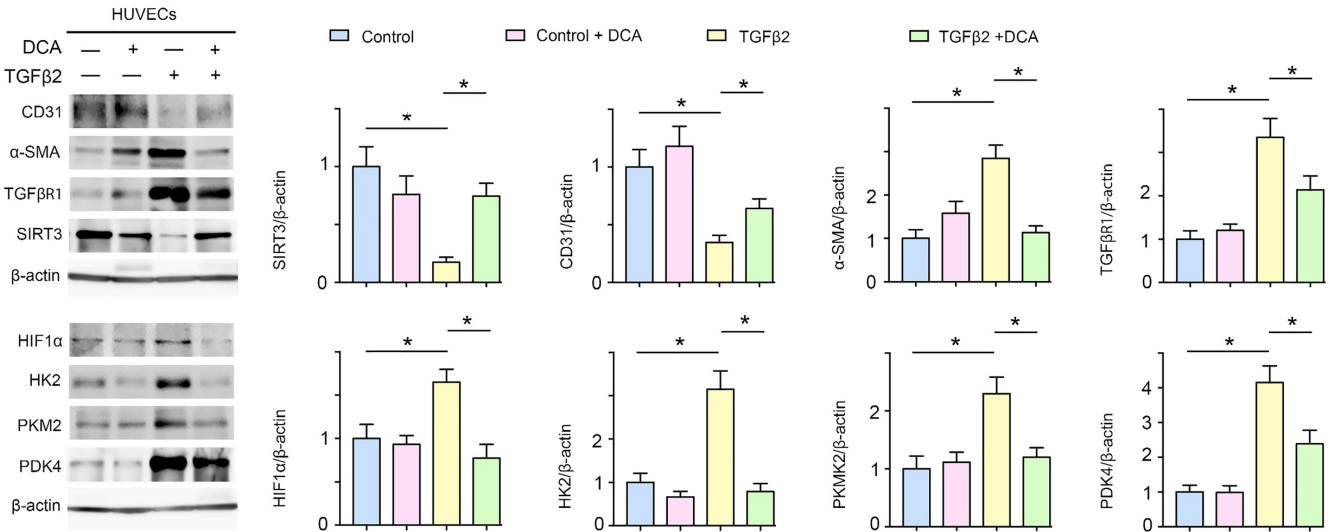 HUVECs
DCA — + — +
TGFβ2 — — + +
CD31
α-SMA
TGFβR1
SIRT3
β-actin
HIF1α
HK2
PKM2
PDK4
β-actin
Control
Control + DCA
TGFβ2
TGFβ2 +DCA
SIRT3/β-actin
1
0
*
*
CD31/β-actin
1
0
*
*
α-SMA/β-actin
2
1
0
*
*
TGFβR1/β-actin
2
1
0
*
*
HIF1α/β-actin
1
0
*
*
HK2/β-actin
2
1
0
*
*
PKMK2/β-actin
2
1
0
*
*
PDK4/β-actin
4
3
2
1
0
*
*